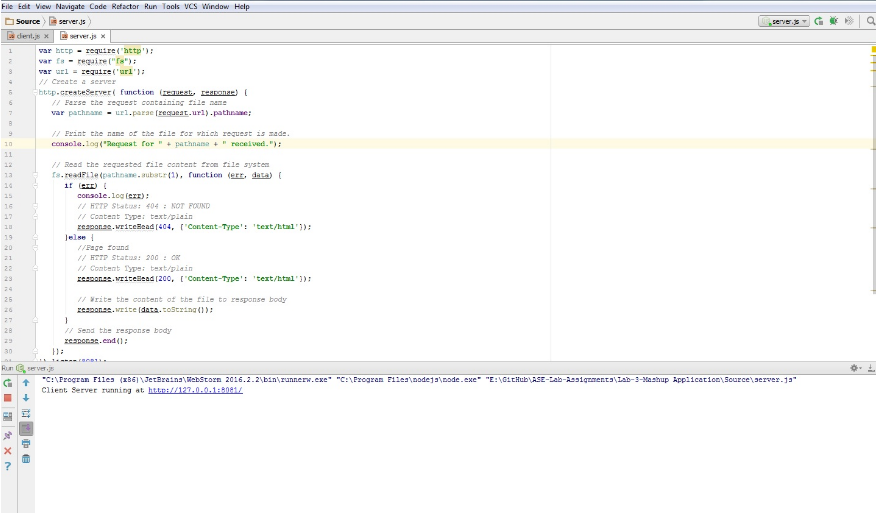 File Edit View Navigate Code Refactor Run Tools VCS Window Help
Source server.js
server.js
client.js × server.js ×
1 var http = require('http');
2 var fs = require("fs");
3 var url = require('url');
4 // Create a server
5 http.createServer( function (request, response) {
6 // Parse the request containing file name
7 var pathname = url.parse(request.url).pathname;
8
9 // Print the name of the file for which request is made.
10 console.log("Request for " + pathname + " received.");
11
12 // Read the requested file content from file system
13 fs.readFile(pathname.substr(1), function (err, data) {
14 if (err) {
15 console.log(err);
16 // HTTP Status: 404 : NOT FOUND
17 // Content Type: text/plain
18 response.writeHead(404, {'Content-Type': 'text/html'});
19 }else {
20 //Page found
21 // HTTP Status: 200 : OK
22 // Content Type: text/plain
23 response.writeHead(200, {'Content-Type': 'text/html'});
24
25 // Write the content of the file to response body
26 response.write(data.toString());
27 }
28 // Send the response body
29 response.end();
30 });
Run server.js
"C:\Program Files (x86)\JetBrains\WebStorm 2016.2.2\bin\runnerw.exe" "C:\Program Files\nodejs\node.exe" "E:\GitHub\ASE-Lab-Assignments\Lab-3-Mashup Application\Source\server.js"
Client Server running at http://127.0.0.1:8081/